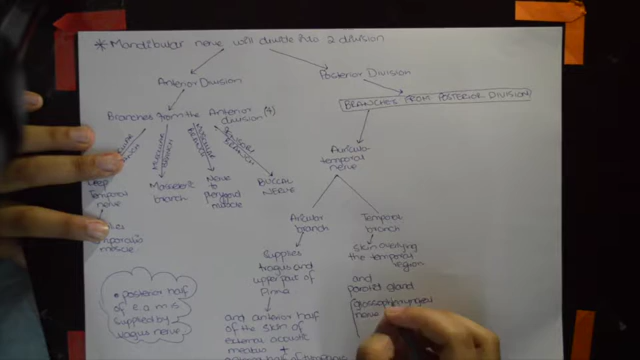 * Mandibular nerve will divide into 2 division
Anterior Division
Posterior Division
Branches from the Anterior
division (4)
BRANCHES FROM POSTERIOR DIVISION
BRANCH
BRANCH
Deep
Temporal
nerve
Masseteric
branch
Nerve
to
pterygoid
muscle
BUCCAL
NERVE
Auriculo
temporal
nerve
Auricular
branch
Temporal
branch
supplies
tragus and
upper part of
Pinna
skin overlying
the temporal
region
and
parotid gland
glossopharyngeal
nerve
muscle
* posterior half
of e.a.m is
supplied by
vagus nerve
and anterior half
of the skin of
external acoustic
meatus +